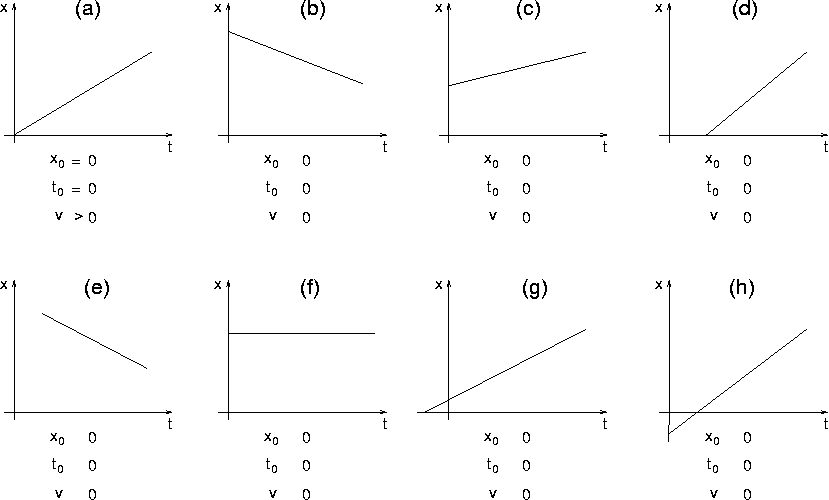 x (a) x (b) x (c) x (d)
t t t t
x₀ = 0 x₀ 0 x₀ 0 x₀ 0
t₀ = 0 t₀ 0 t₀ 0 t₀ 0
v > 0 v 0 v 0 v 0
x (e) x (f) x (g) x (h)
t t t t
x₀ 0 x₀ 0 x₀ 0 x₀ 0
t₀ 0 t₀ 0 t₀ 0 t₀ 0
v 0 v 0 v 0 v 0